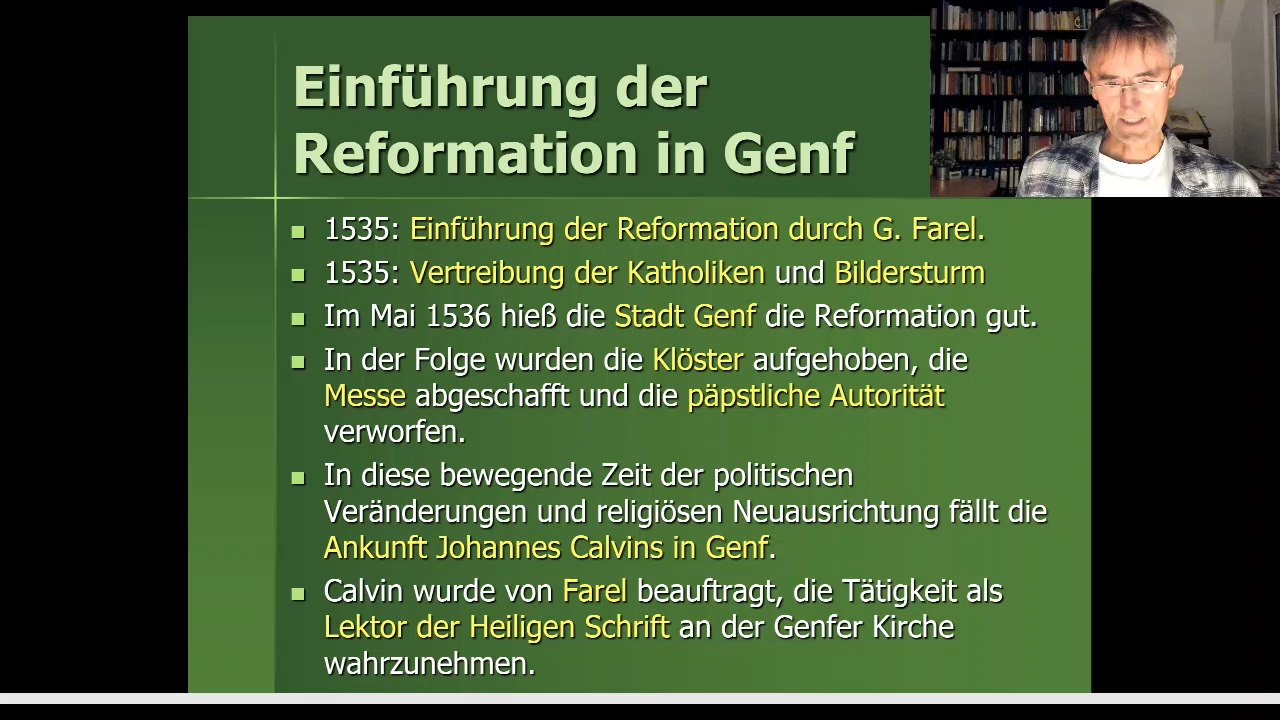 Einführung der
Reformation in Genf
1535: Einführung der Reformation durch G. Farel.
1535: Vertreibung der Katholiken und Bildersturm
Im Mai 1536 hieß die Stadt Genf die Reformation gut.
In der Folge wurden die Klöster aufgehoben, die
Messe abgeschafft und die päpstliche Autorität
verworfen.
In diese bewegende Zeit der politischen
Veränderungen und religiösen Neuausrichtung fällt die
Ankunft Johannes Calvins in Genf.
Calvin wurde von Farel beauftragt, die Tätigkeit als
Lektor der Heiligen Schrift an der Genfer Kirche
wahrzunehmen.